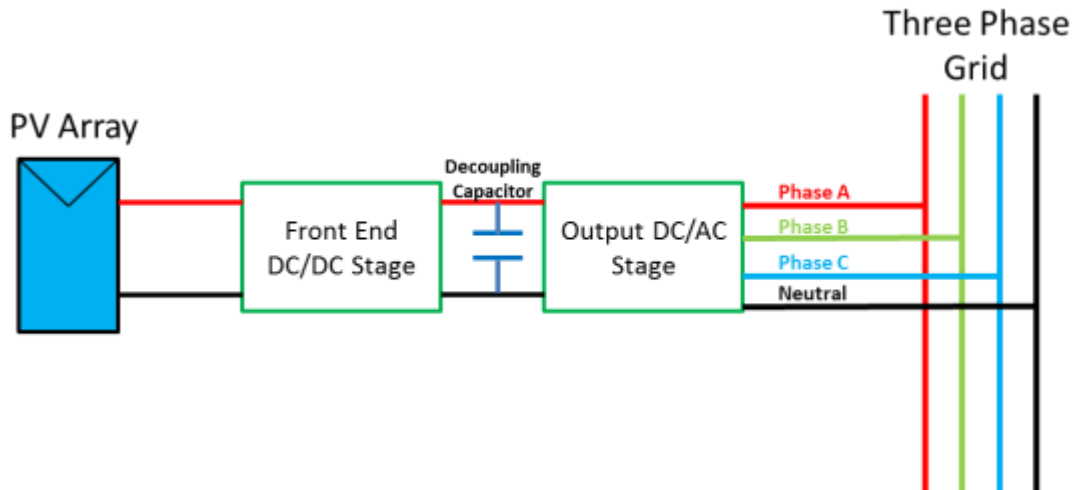 Three Phase
Grid
PV Array
Decoupling
Capacitor
Front End
DC/DC Stage
Output DC/AC
Stage
Phase A
Phase B
Phase C
Neutral